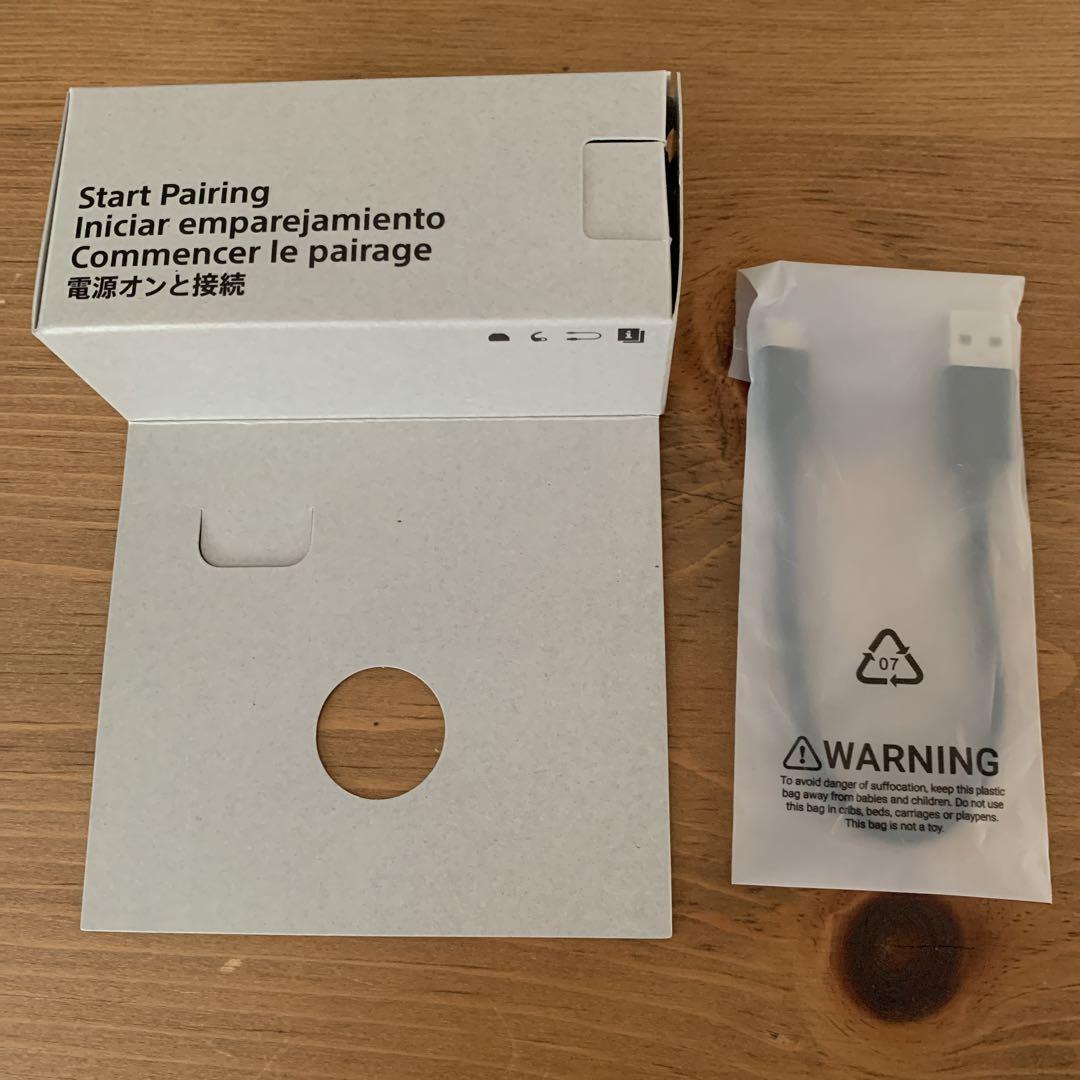 Start Pairing
Iniciar emparejamiento
Commencer le pairage
電源オンと接続
i
07
WARNING
To avoid danger of suffocation, keep this plastic
bag away from babies and children. Do not use
this bag in cribs, beds, carriages or playpens.
This bag is not a toy.